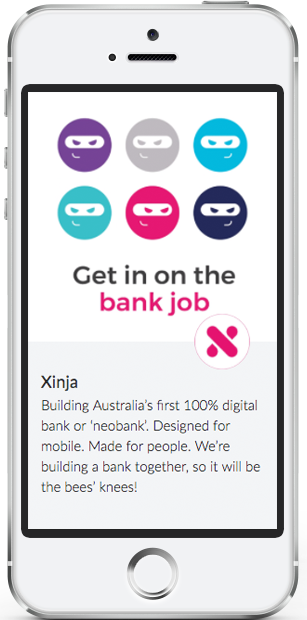 Get in on the
bank job
Xinja
Building Australia's first 100% digital
bank or 'neobank'. Designed for
mobile. Made for people. We're
building a bank together, so it will be
the bees' knees!